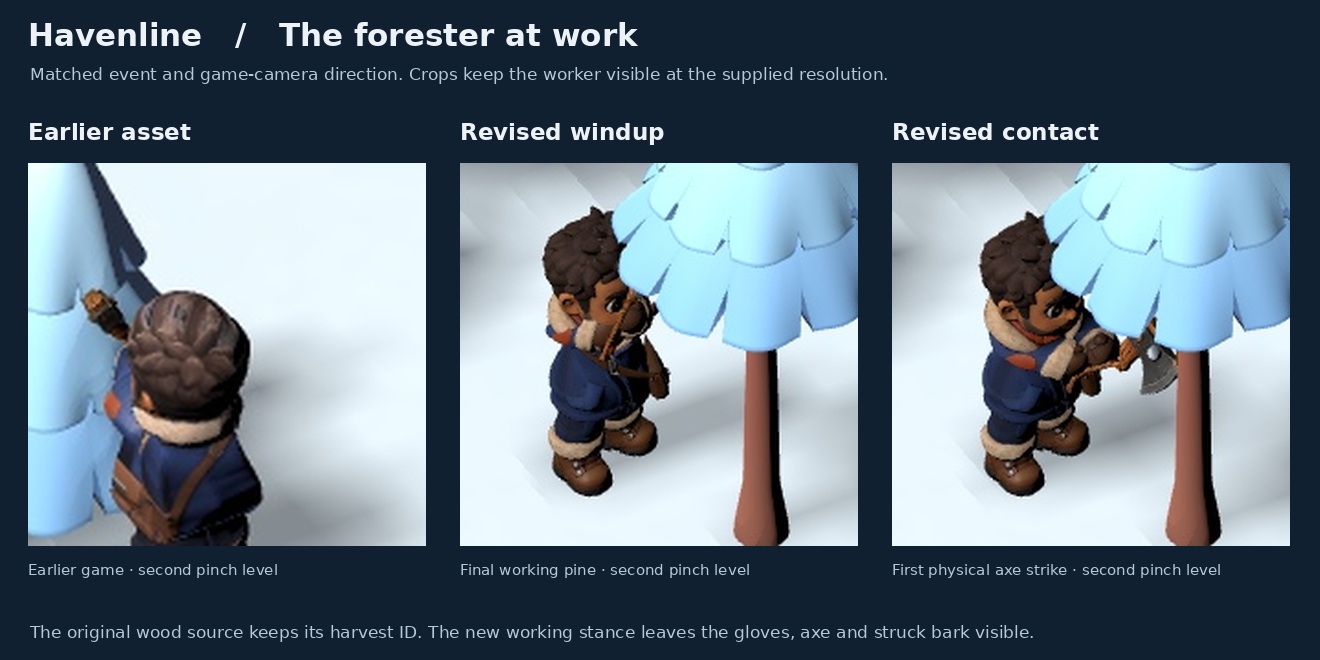 Havenline / The forester at work
Matched event and game-camera direction. Crops keep the worker visible at the supplied resolution.
Earlier asset
Revised windup
Revised contact
Earlier game · second pinch level
Final working pine · second pinch level
First physical axe strike · second pinch level
The original wood source keeps its harvest ID. The new working stance leaves the gloves, axe and struck bark visible.